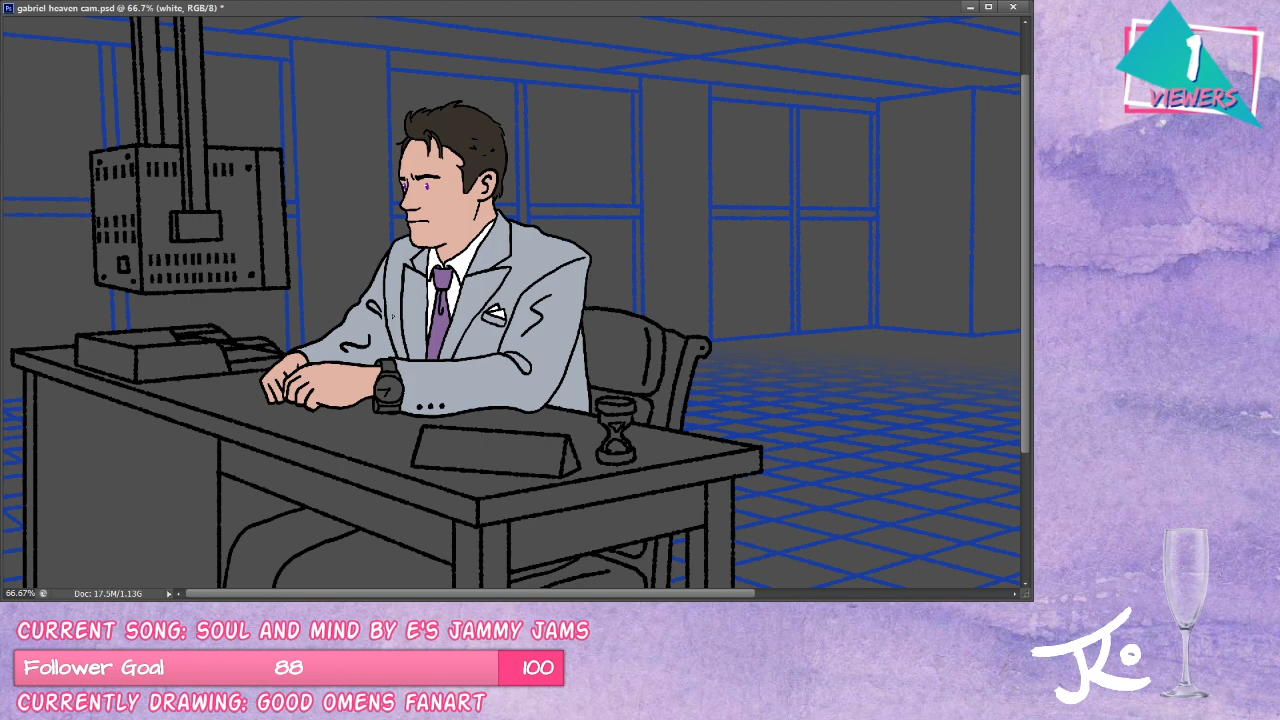 gabriel heaven cam.psd @ 66.7% (white, RGB/8) *
1
VIEWERS
66.67%
Doc: 17.5M/1.13G
CURRENT SONG: SOUL AND MIND BY E'S JAMMY JAMS
Follower Goal 88 100
CURRENTLY DRAWING: GOOD OMENS FANART
JKo